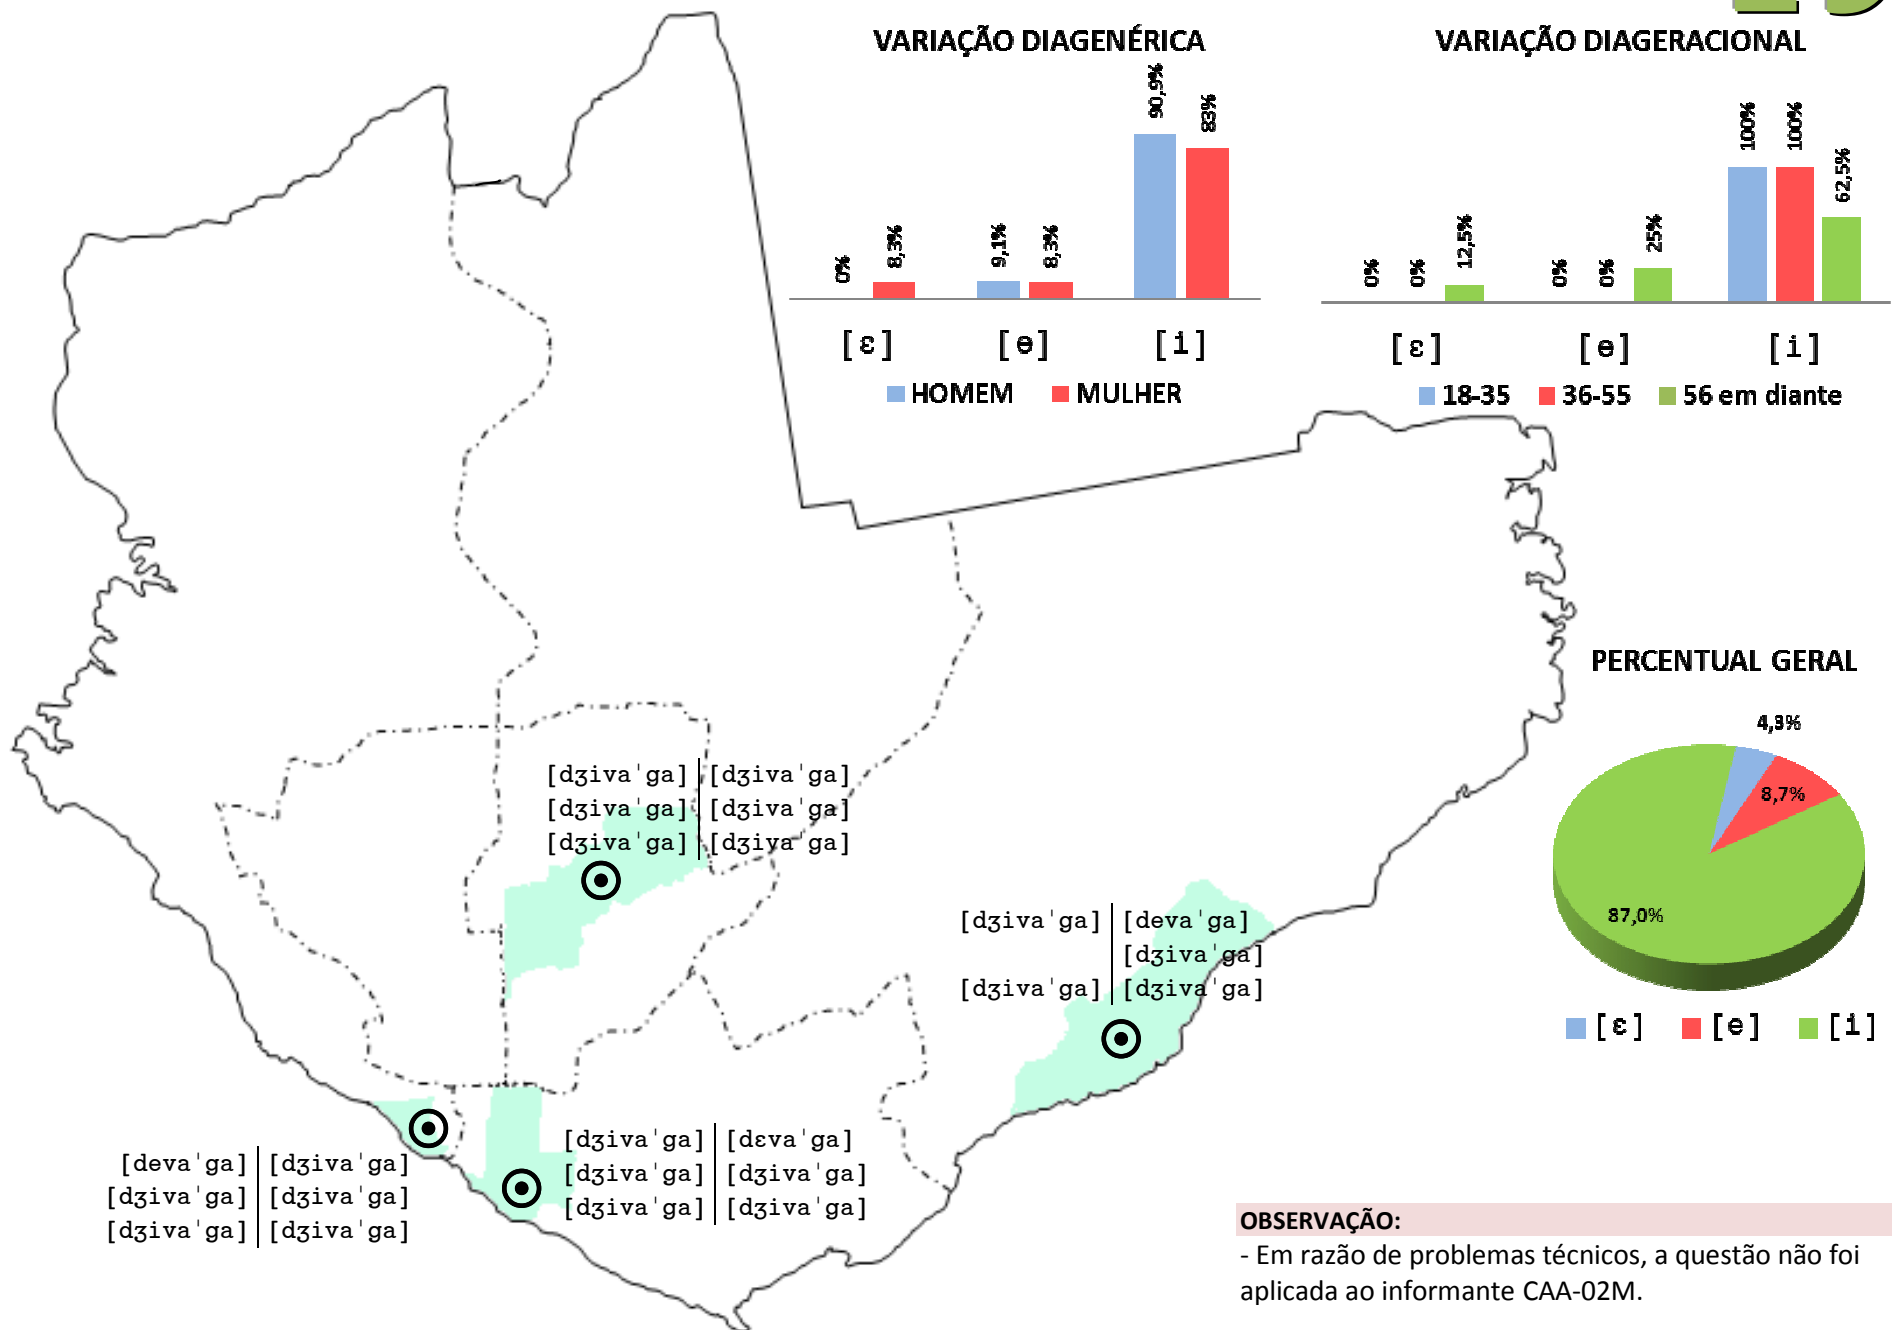 VARIAÇÃO DIAGENÉRICA
0%
8,3%
9,1%
8,3%
90,9%
83%
[ɛ] [e] [i]
HOMEM MULHER
VARIAÇÃO DIAGERACIONAL
0%
0%
12,5%
0%
0%
25%
100%
100%
62,5%
[ɛ] [e] [i]
18-35 36-55 56 em diante
PERCENTUAL GERAL
4,3%
8,7%
87,0%
[ɛ] [e] [i]
[dʒivaˈga] [dʒivaˈga]
[dʒivaˈga] [dʒivaˈga]
[dʒivaˈga] [dʒivaˈga]
[dʒivaˈga] [devaˈga]
[dʒivaˈga]
[dʒivaˈga] [dʒivaˈga]
[devaˈga] [dʒivaˈga]
[dʒivaˈga] [dʒivaˈga]
[dʒivaˈga] [dʒivaˈga]
[dʒivaˈga] [dɛvaˈga]
[dʒivaˈga] [dʒivaˈga]
[dʒivaˈga] [dʒivaˈga]
OBSERVAÇÃO:
- Em razão de problemas técnicos, a questão não foi
aplicada ao informante CAA-02M.